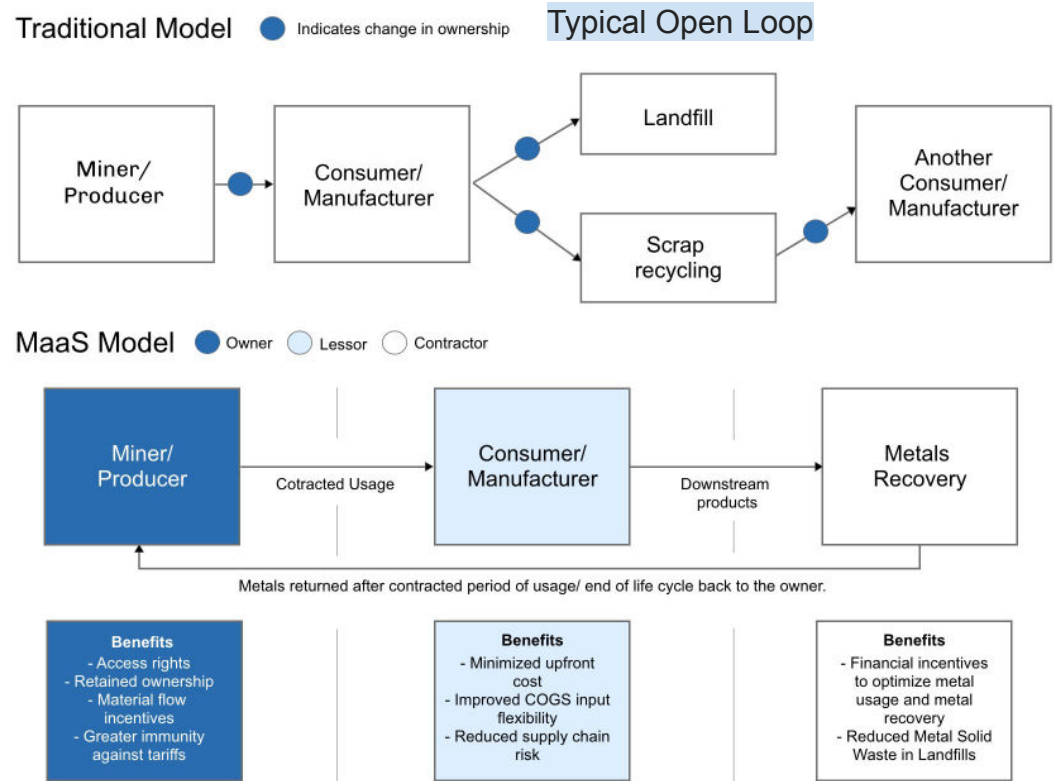 Traditional Model
Indicates change in ownership
Typical Open Loop
Miner/
Producer
Consumer/
Manufacturer
Landfill
Scrap
recycling
Another
Consumer/
Manufacturer
MaaS Model
Owner
Lessor
Contractor
Miner/
Producer
Cotracted Usage
Consumer/
Manufacturer
Downstream
products
Metals
Recovery
Metals returned after contracted period of usage/ end of life cycle back to the owner.
Benefits
- Access rights
- Retained ownership
- Material flow
incentives
- Greater immunity
against tariffs
Benefits
- Minimized upfront
cost
- Improved COGS input
flexibility
- Reduced supply chain
risk
Benefits
- Financial incentives
to optimize metal
usage and metal
recovery
- Reduced Metal Solid
Waste in Landfills